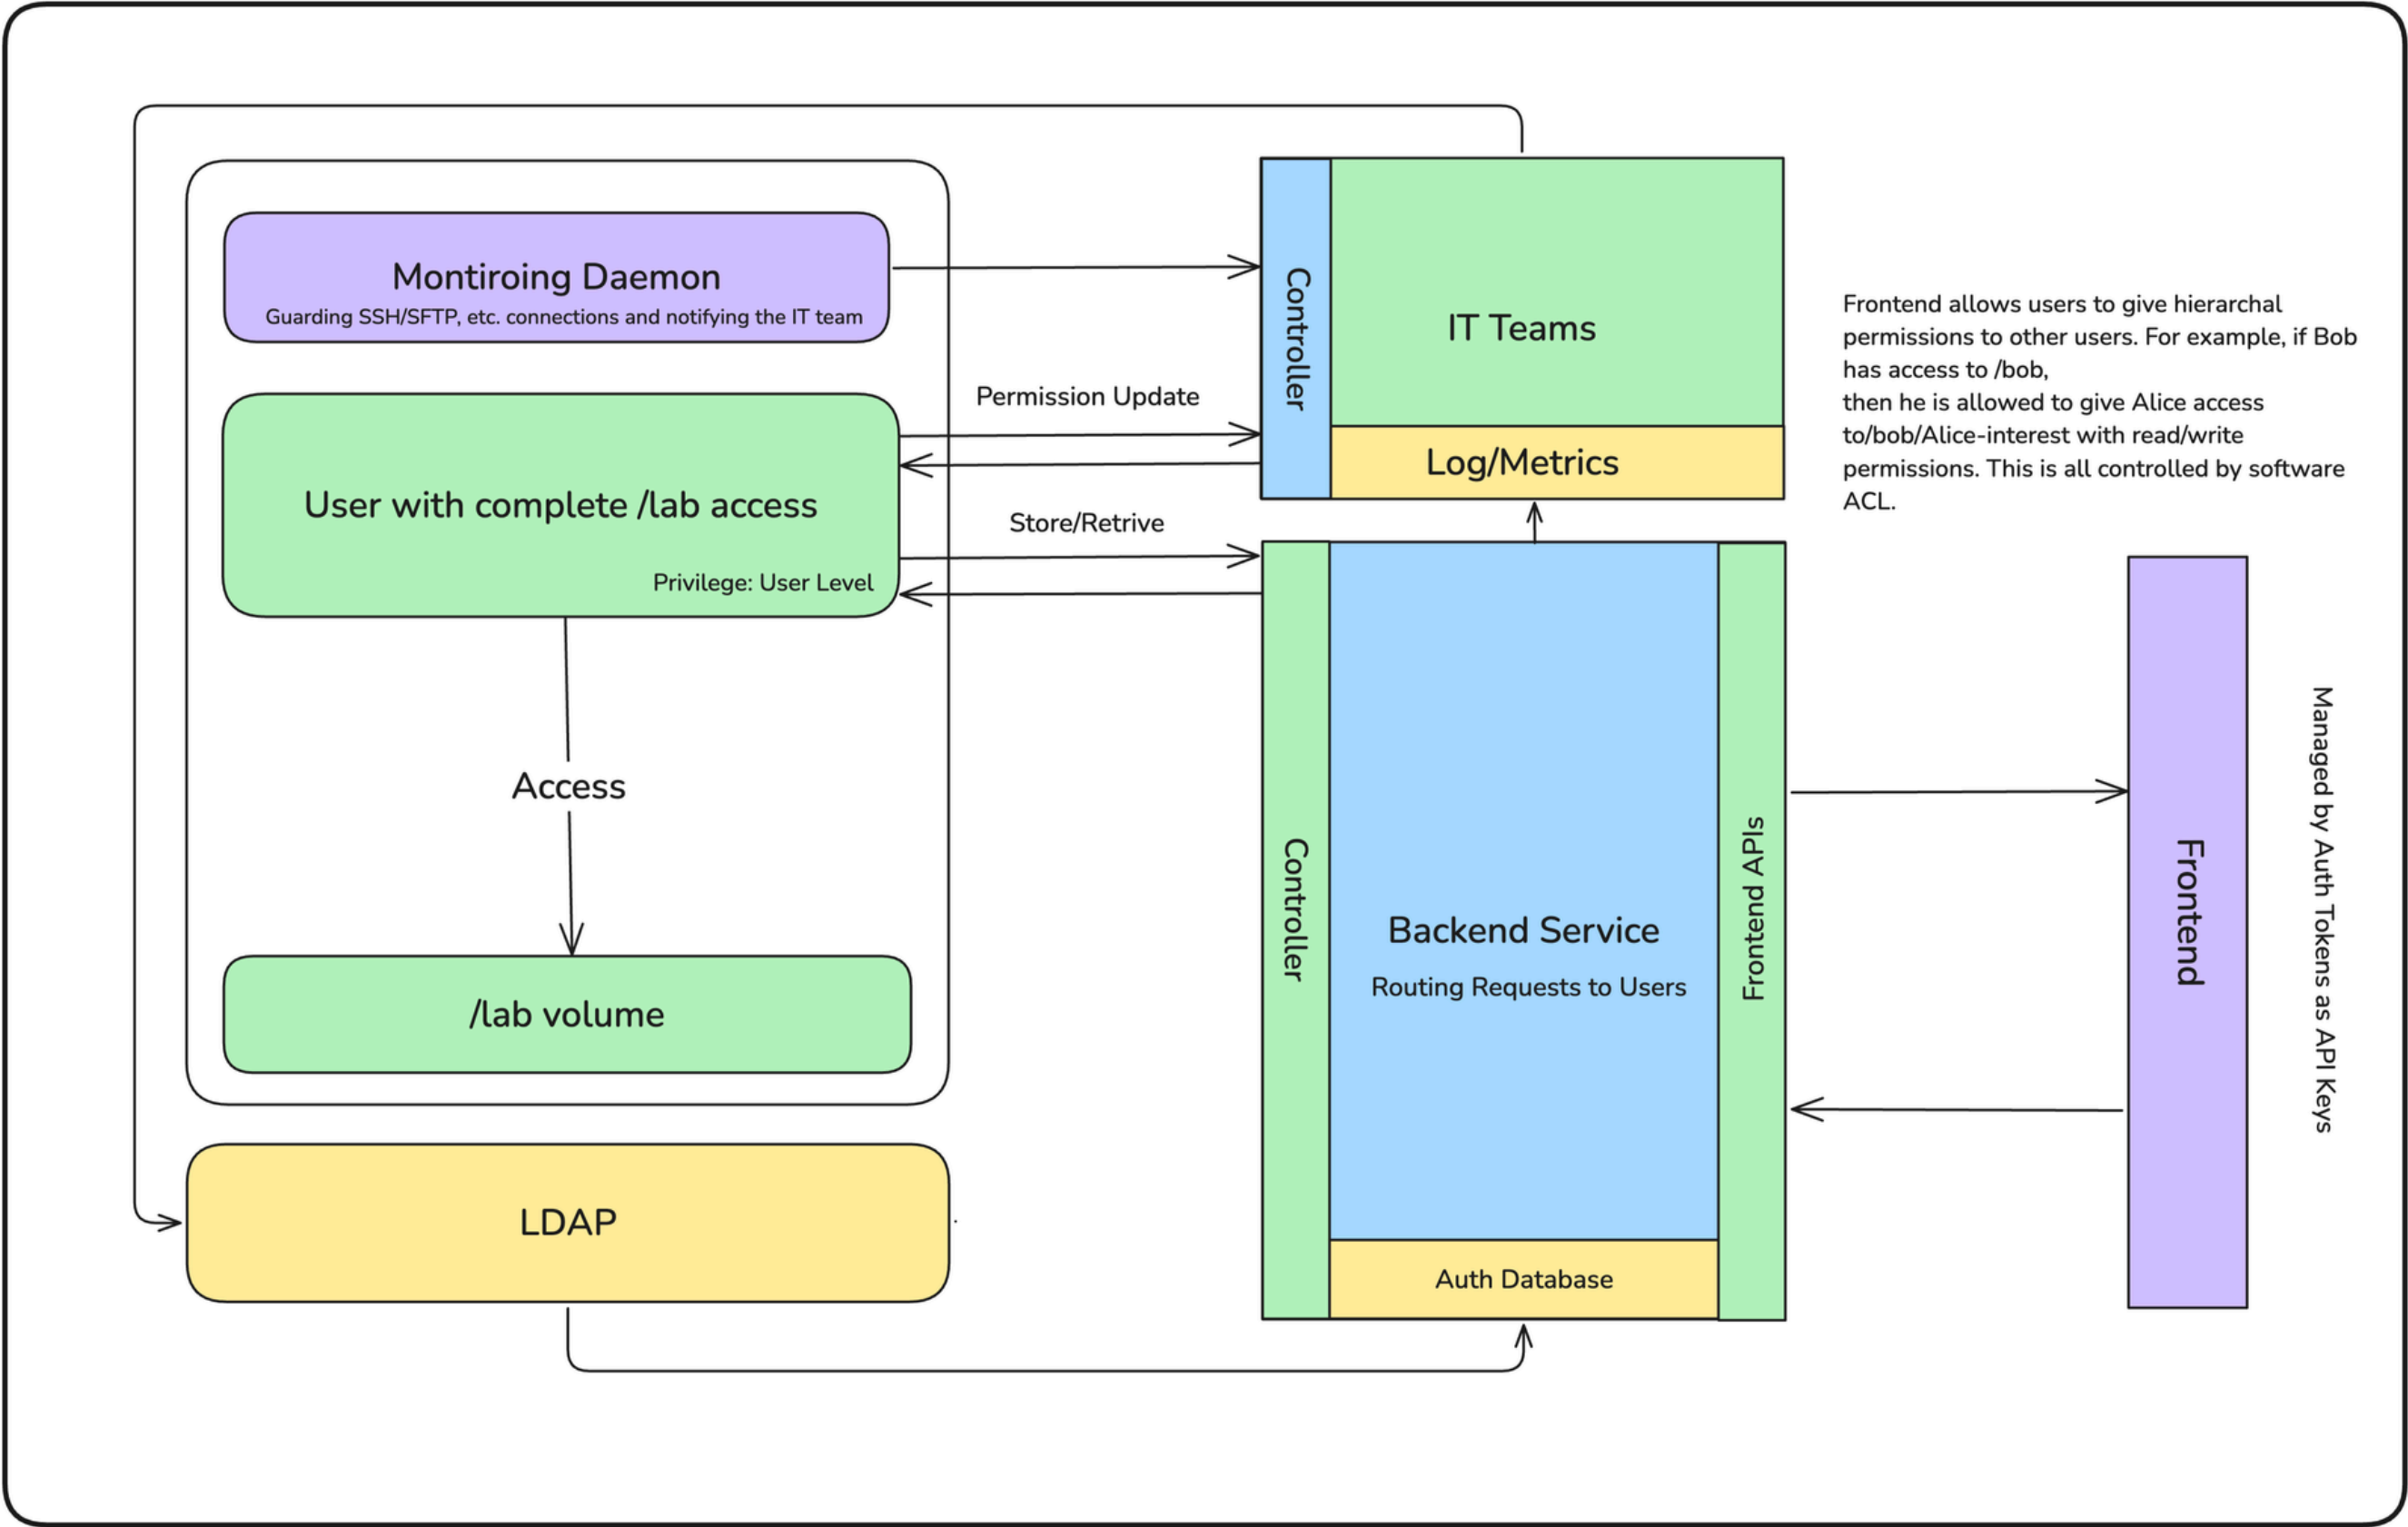 Montiroing Daemon
Guarding SSH/SFTP, etc. connections and notifying the IT team
User with complete /lab access
Privilege: User Level
Access
/lab volume
LDAP
Permission Update
Store/Retrive
Controller
IT Teams
Log/Metrics
Controller
Backend Service
Routing Requests to Users
Auth Database
Frontend APIs
Frontend allows users to give hierarchal
permissions to other users. For example, if Bob
has access to /bob,
then he is allowed to give Alice access
to/bob/Alice-interest with read/write
permissions. This is all controlled by software
ACL.
Frontend
Managed by Auth Tokens as API Keys